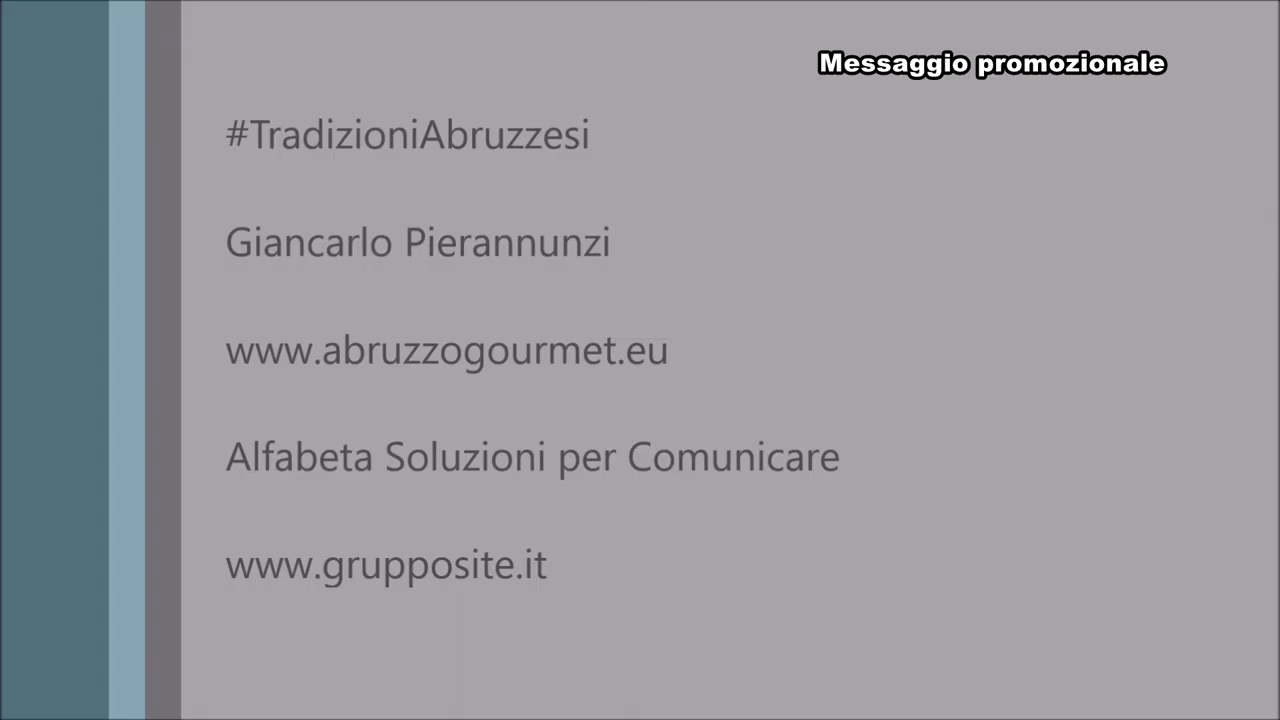 Messaggio promozionale
#TradizioniAbruzzesi
Giancarlo Pierannunzi
www.abruzzogourmet.eu
Alfabeta Soluzioni per Comunicare
www.grupposite.it